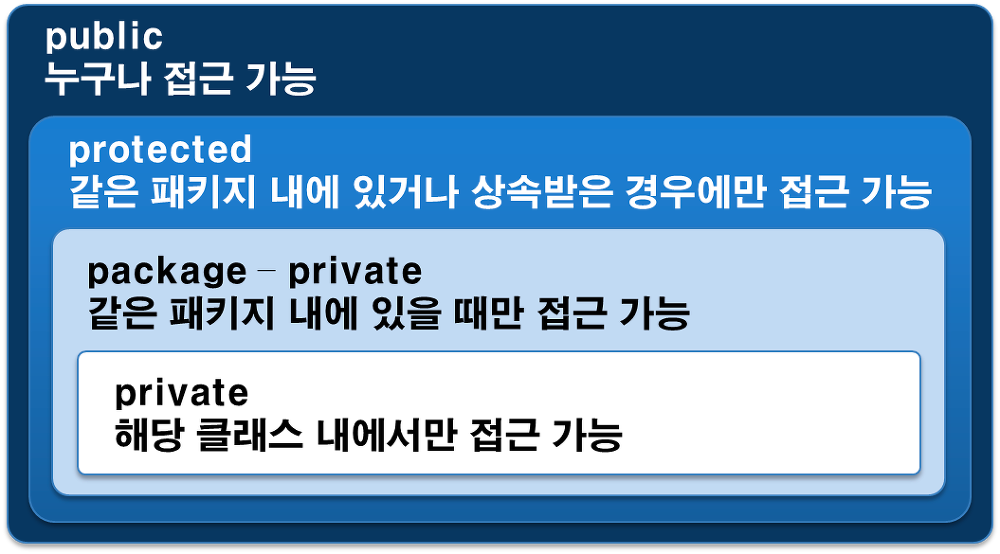 public
누구나 접근 가능
protected
같은 패키지 내에 있거나 상속받은 경우에만 접근 가능
package – private
같은 패키지 내에 있을 때만 접근 가능
private
해당 클래스 내에서만 접근 가능